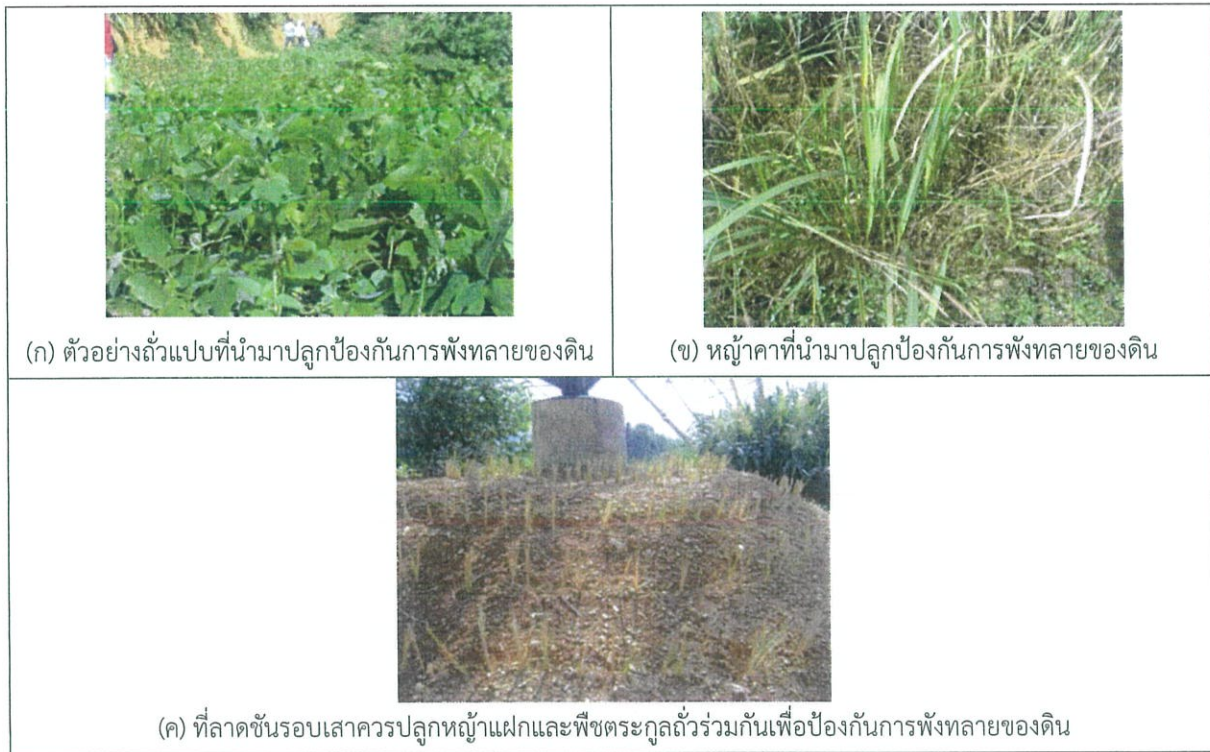 (ก) ตัวอย่างถั่วแปบที่นำมาปลูกป้องกันการพังทลายของดิน
(ข) หญ้าคาที่นำมาปลูกป้องกันการพังทลายของดิน
(ค) ที่ลาดชันรอบเสาควรปลูกหญ้าแฝกและพืชตระกูลถั่วร่วมกันเพื่อป้องกันการพังทลายของดิน